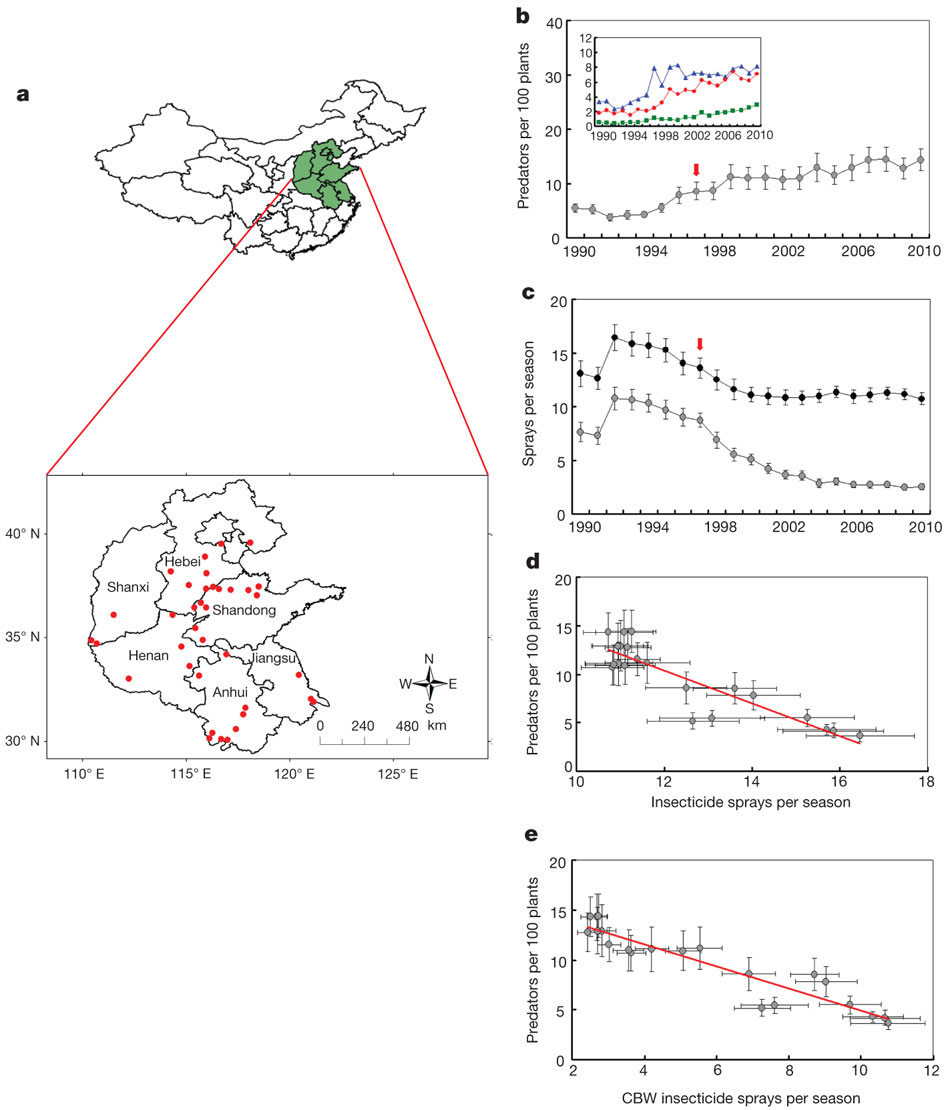 a
40° N
35° N
30° N
110° E
115° E
120° E
125° E
Hebei
Shanxi
Shandong
Henan
Jiangsu
Anhui
N
W E
S
0 240 480 km
b
Predators per 100 plants
40
30
20
10
0
12
10
8
6
4
2
0
1990 1994 1998 2002 2006 2010
1990 1994 1998 2002 2006 2010
c
Sprays per season
20
15
10
5
0
1990 1994 1998 2002 2006 2010
d
Predators per 100 plants
20
15
10
5
0
10 12 14 16 18
Insecticide sprays per season
e
Predators per 100 plants
20
15
10
5
0
2 4 6 8 10 12
CBW insecticide sprays per season